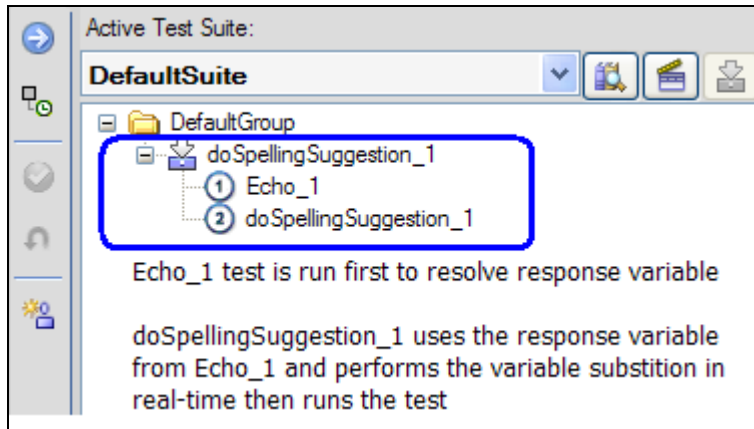 Active Test Suite:
DefaultSuite
DefaultGroup
doSpellingSuggestion_1
1 Echo_1
2 doSpellingSuggestion_1
Echo_1 test is run first to resolve response variable
doSpellingSuggestion_1 uses the response variable
from Echo_1 and performs the variable substition in
real-time then runs the test